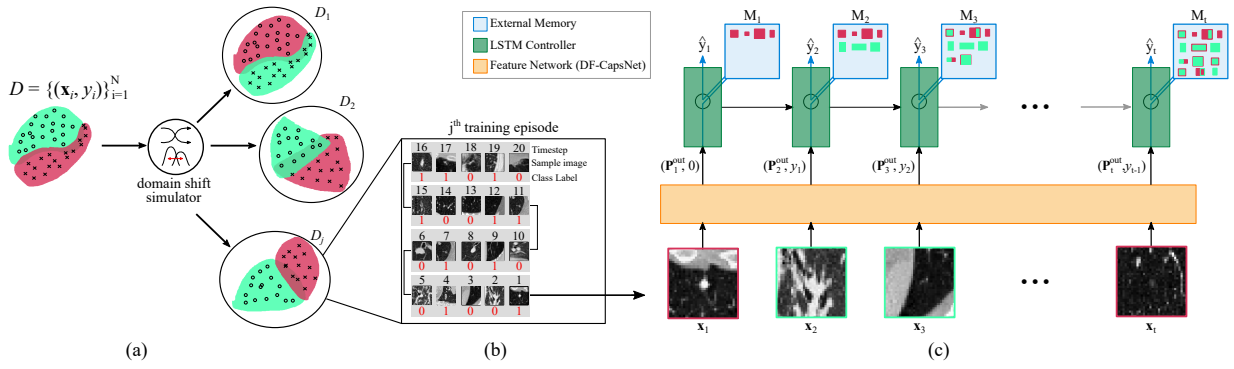 D = {(x_i, y_i)}_{i=1}^N
domain shift
simulator
D_1
D_2
D_j
(a)
j^th training episode
16 17 18 19 20 Timestep
Sample image
1 1 0 1 0 Class Label
15 14 13 12 11
1 0 0 1 1
6 7 8 9 10
0 1 0 1 0
5 4 3 2 1
0 1 0 0 1
(b)
External Memory
LSTM Controller
Feature Network (DF-CapsNet)
M_1 M_2 M_3 M_t
ŷ_1 ŷ_2 ŷ_3 ŷ_t
(P_1^out, 0) (P_2^out, y_1) (P_3^out, y_2) (P_t^out, y_{t-1})
x_1 x_2 x_3 x_t
(c)